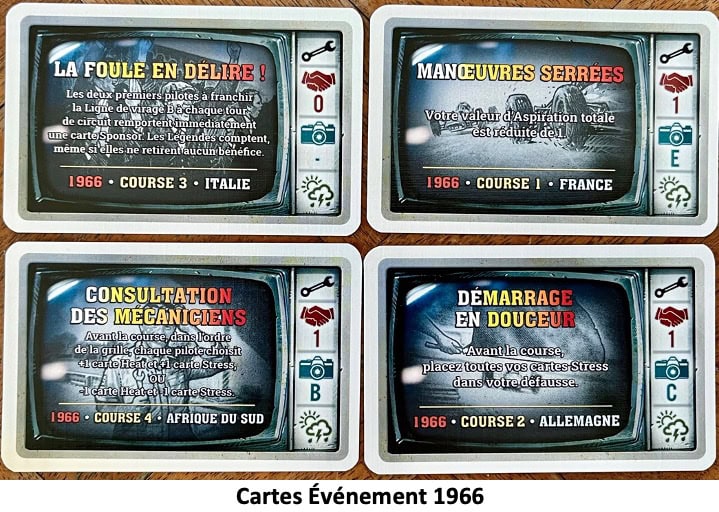 LA FOULE EN DÉLIRE !
Les deux premiers pilotes à franchir
la Ligne de virage B à chaque tour
de circuit remportent immédiatement
une carte Sponsor. Les Légendes comptent,
même si elles ne retirent aucun bénéfice.
1966 • COURSE 3 • ITALIE
0
-
MANŒUVRES SERRÉES
Votre valeur d'Aspiration totale
est réduite de 1.
1966 • COURSE 1 • FRANCE
1
E
CONSULTATION
DES MÉCANICIENS
Avant la course, dans l'ordre
de la grille, chaque pilote choisit
+1 carte Heat et +1 carte Stress,
OU
-1 carte Heat et -1 carte Stress.
1966 • COURSE 4 • AFRIQUE DU SUD
1
B
DÉMARRAGE
EN DOUCEUR
Avant la course,
placez toutes vos cartes Stress
dans votre défausse.
1966 • COURSE 2 • ALLEMAGNE
1
C
Cartes Événement 1966